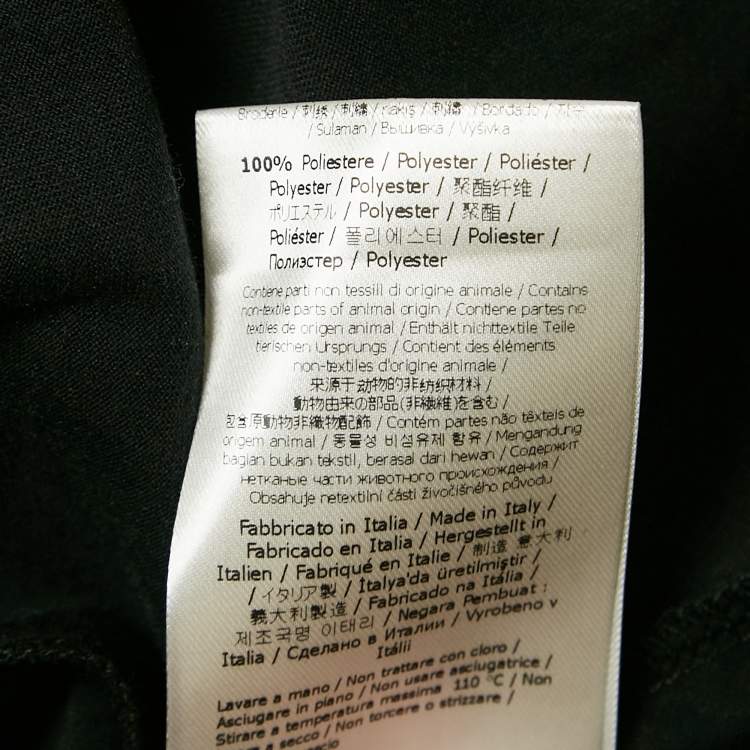 Broderie / 刺绣 / 刺繍 / nakış / 刺繡 / Bordado / 자수
/ Sulaman / Вышивка / Výšivka
100% Poliestere / Polyester / Poliéster /
Polyester / Polyester / Polyester / 聚酯纤维 /
ポリエステル / Polyester / 聚酯 /
Poliéster / 폴리에스터 / Poliester /
Полиэстер / Polyester
Contiene parti non tessili di origine animale / Contains
non-textile parts of animal origin / Contiene partes no
textiles de origen animal / Enthält nichttextile Teile
tierischen Ursprungs / Contient des éléments
non-textiles d'origine animale /
来源于动物的非纺织材料 /
動物由来の部品(非繊維)を含む /
包含原動物非織物配飾 / Contém partes não têxteis de
origem animal / 동물성 비섬유제 함유 / Mengandung
bagian bukan tekstil, berasal dari hewan / Содержит
нетканые части животного происхождения /
Obsahuje netextilní části živočišného původu
Fabbricato in Italia / Made in Italy /
Fabricado en Italia / Hergestellt in
Italien / Fabriqué en Italie / 制造 意大利
/ イタリア製 / İtalya'da üretilmiştir /
義大利製造 / Fabricado na Itália /
제조국명 이태리 / Negara Pembuat :
Italia / Сделано в Италии / Vyrobeno v
Itálii
Lavare a mano / Non trattare con cloro /
Asciugare in piano / Non usare asciugatrice /
Stirare a temperatura massima 110 °C / Non
a secco / Non torcere o strizzare /